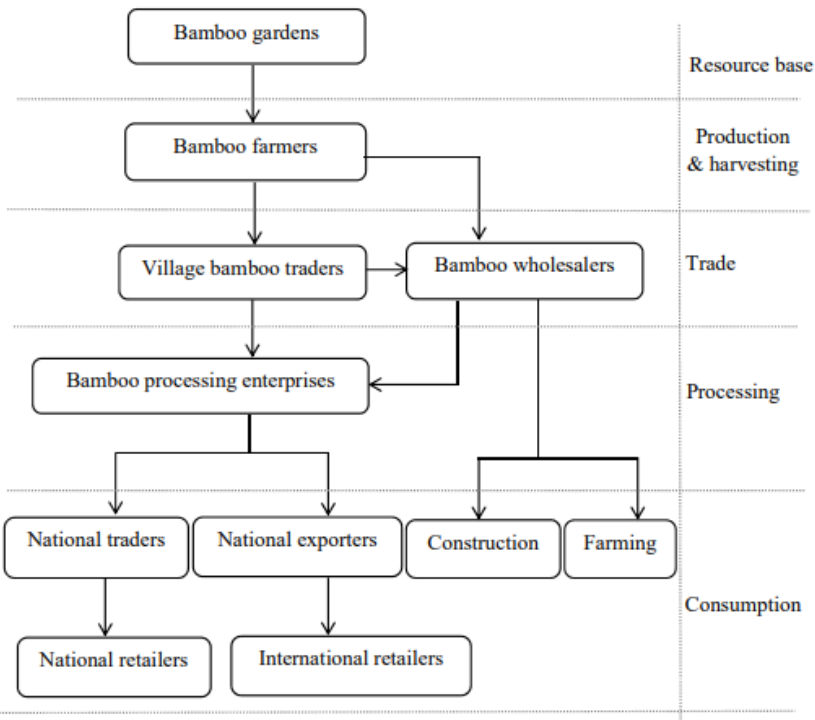 Bamboo gardens
Resource base
Bamboo farmers
Production
& harvesting
Village bamboo traders
Bamboo wholesalers
Trade
Bamboo processing enterprises
Processing
National traders
National exporters
Construction
Farming
Consumption
National retailers
International retailers